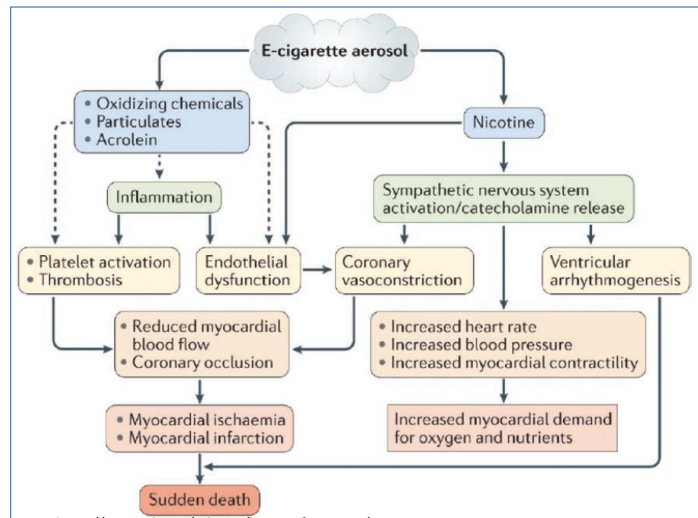 E-cigarette aerosol
• Oxidizing chemicals
• Particulates
• Acrolein
Nicotine
Inflammation
Sympathetic nervous system
activation/catecholamine release
• Platelet activation
• Thrombosis
Endothelial
dysfunction
Coronary
vasoconstriction
Ventricular
arrhythmogenesis
• Reduced myocardial
blood flow
• Coronary occlusion
• Increased heart rate
• Increased blood pressure
• Increased myocardial contractility
• Myocardial ischaemia
• Myocardial infarction
Increased myocardial demand
for oxygen and nutrients
Sudden death